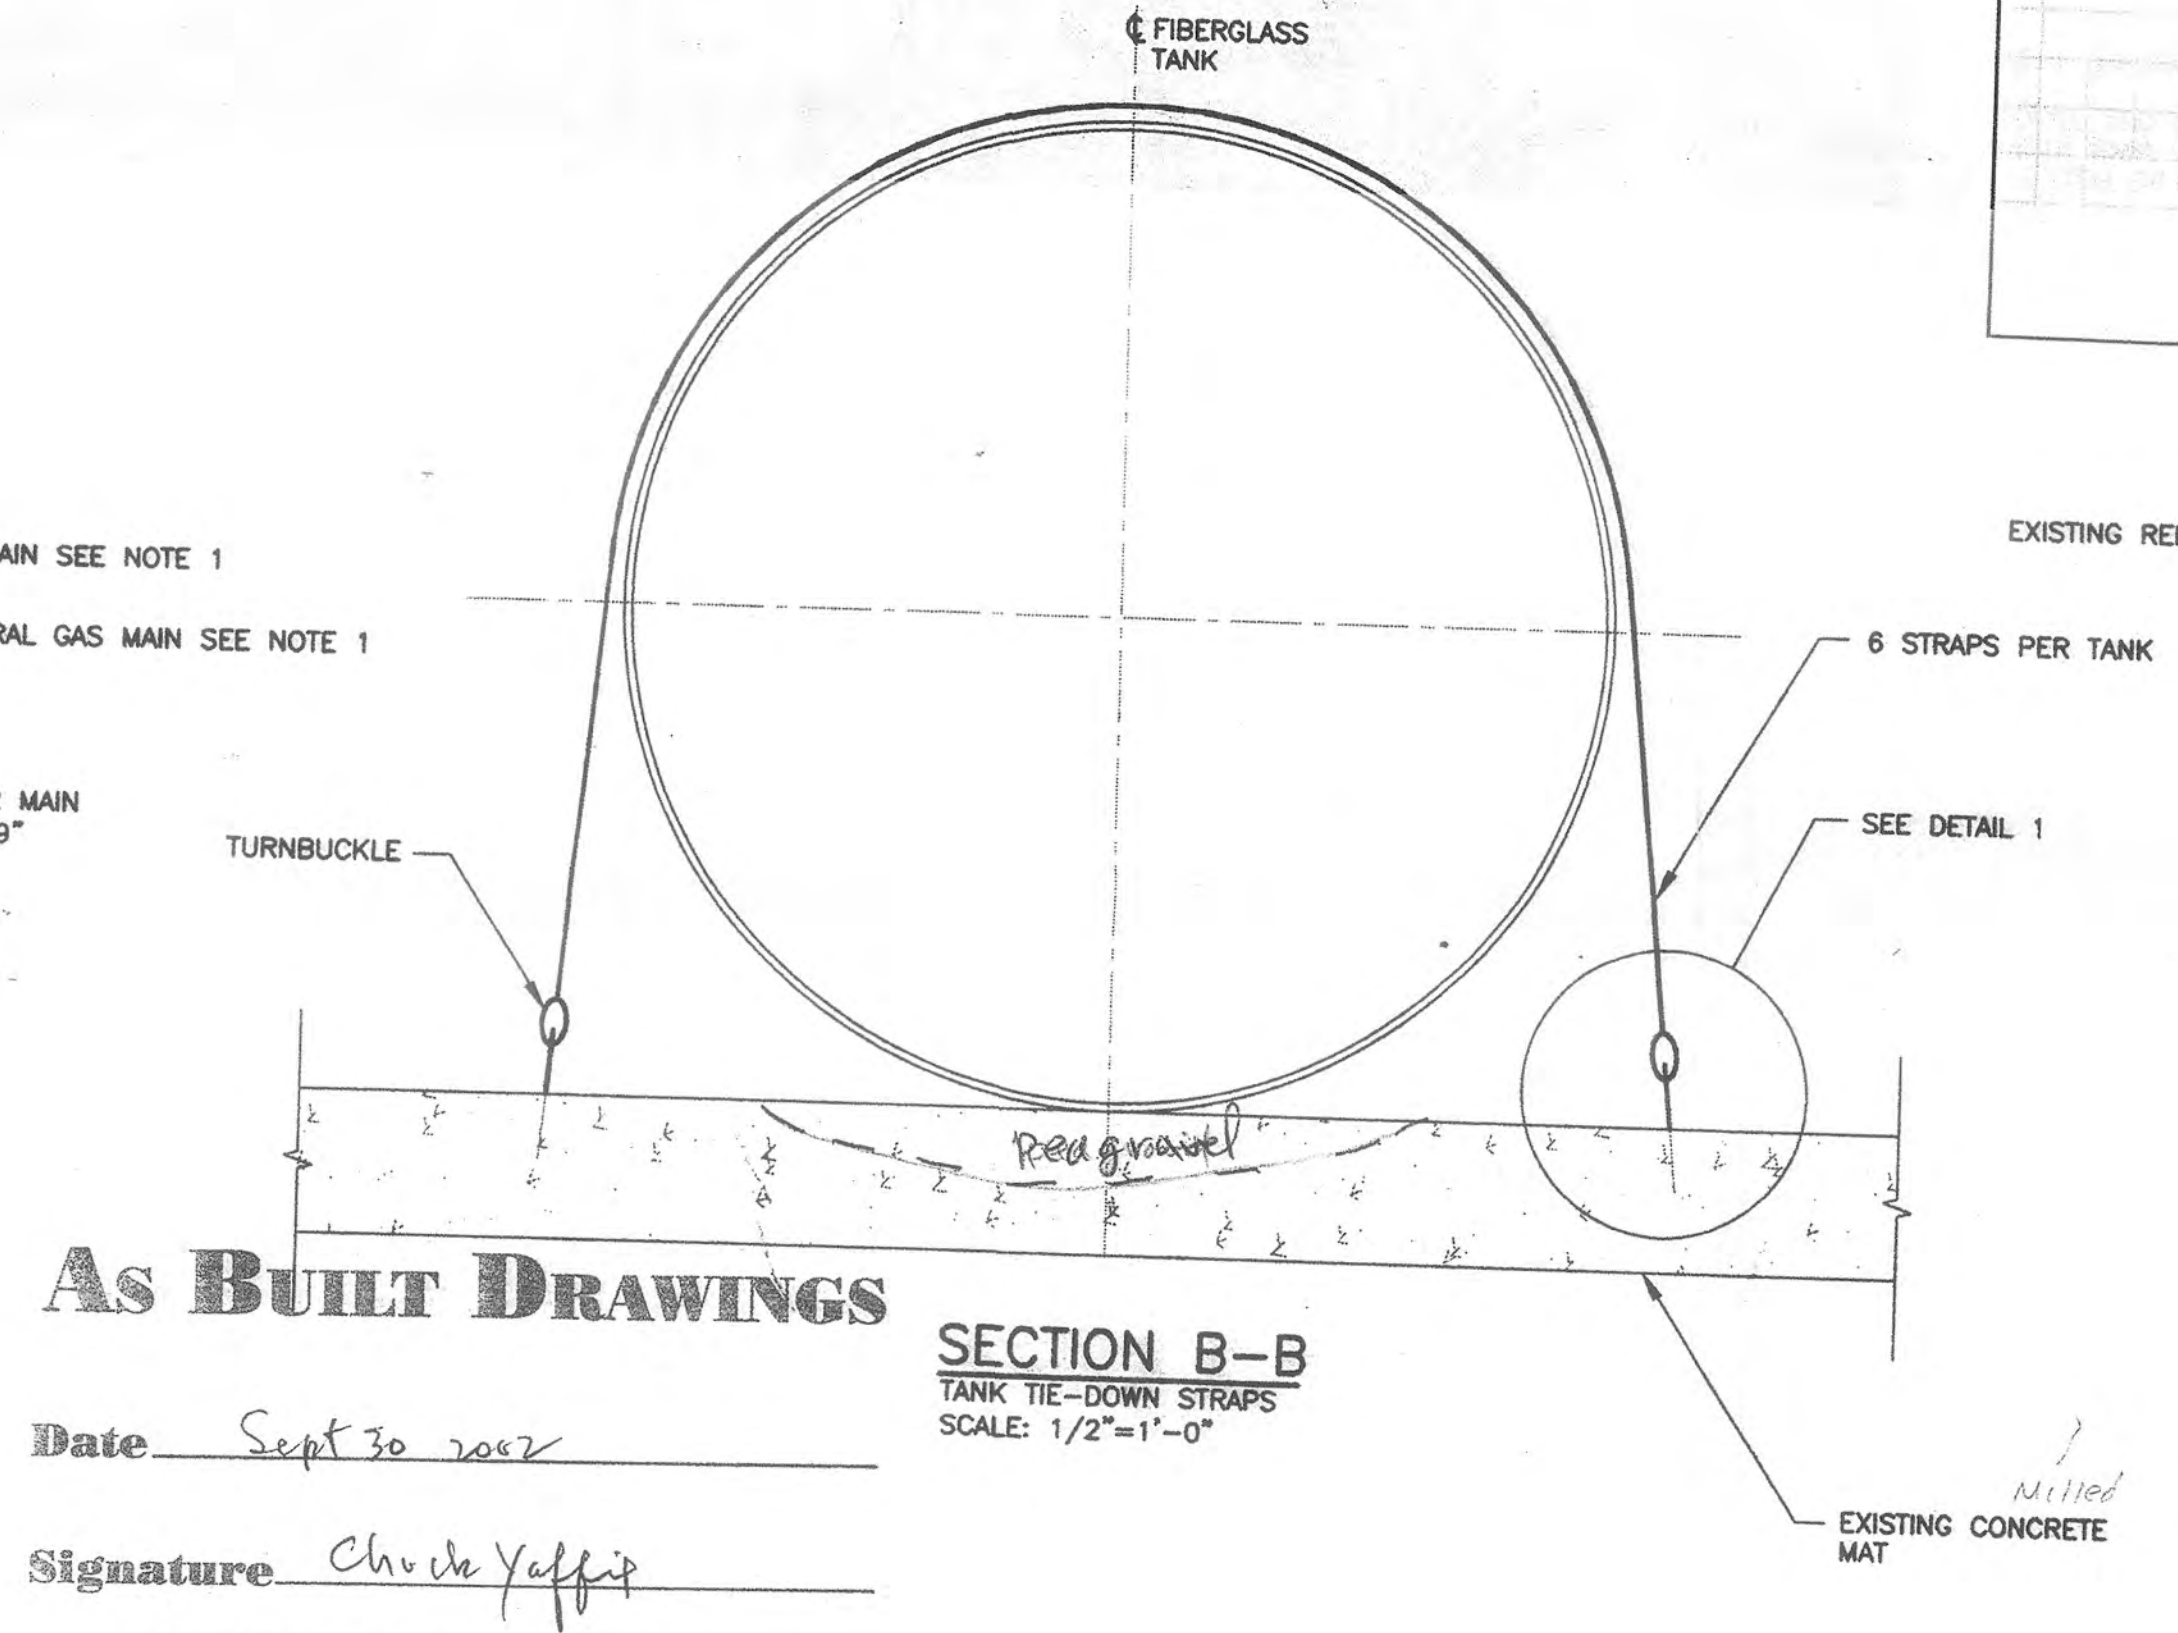 ℄ FIBERGLASS
TANK
AIN SEE NOTE 1
RAL GAS MAIN SEE NOTE 1
MAIN
9"
TURNBUCKLE
EXISTING
6 STRAPS PER TANK
SEE DETAIL 1
Pea gravel
AS BUILT DRAWINGS
SECTION B-B
TANK TIE-DOWN STRAPS
SCALE: 1/2"=1'-0"
Date Sept 30 2002
Milled
EXISTING CONCRETE
MAT
Signature Chuck